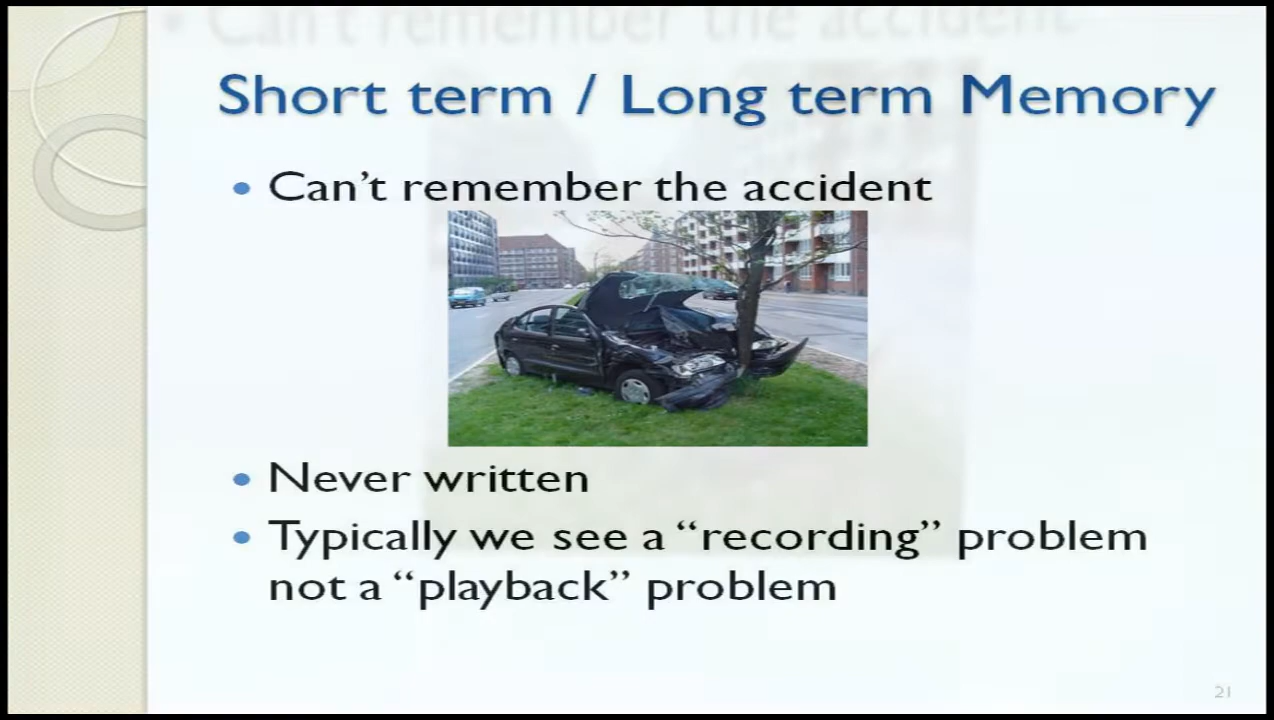 Short term / Long term Memory
• Can't remember the accident
• Never written
• Typically we see a “recording” problem
not a “playback” problem
21